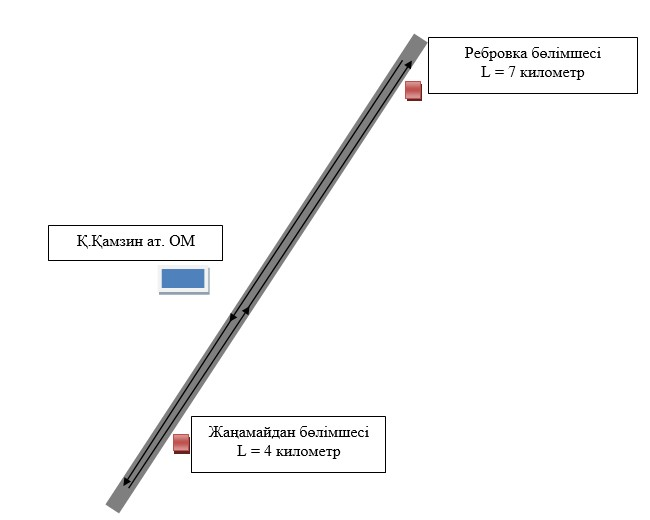 Ребровка бөлімшесі
L = 7 километр
Қ.Қамзин ат. ОМ
Жаңамайдан бөлімшесі
L = 4 километр